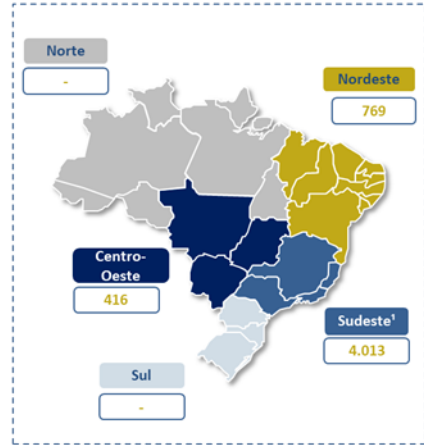 Norte
-
Nordeste
769
Centro-
Oeste
416
Sudeste¹
4.013
Sul
-